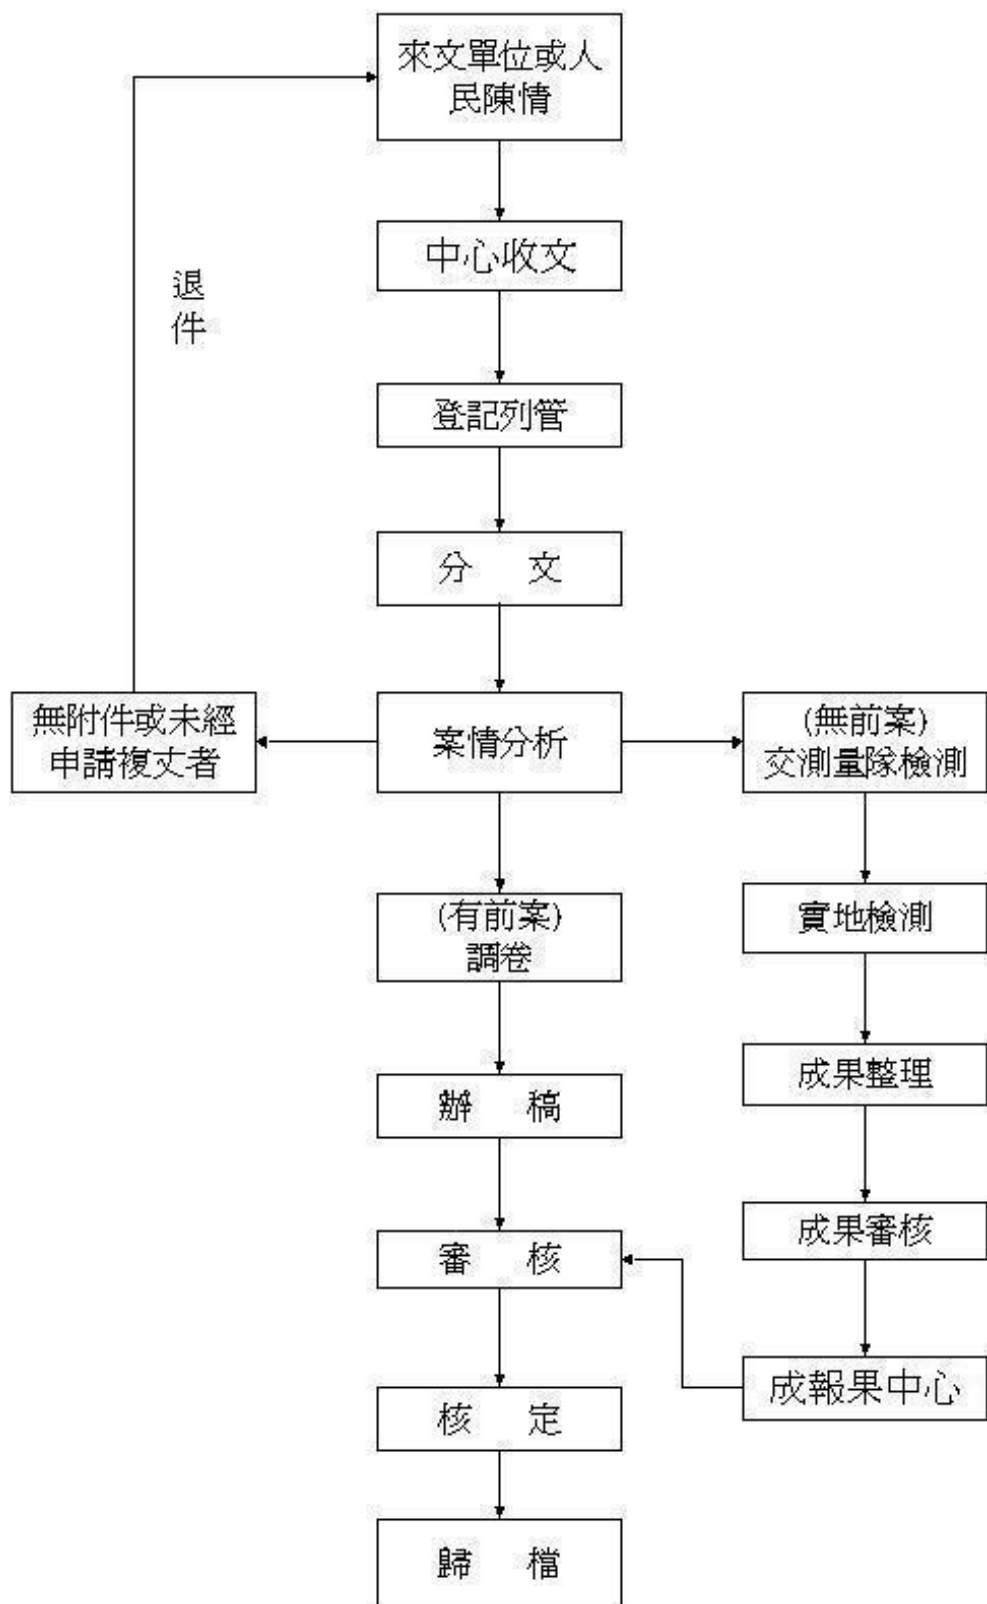 來文單位或人
民陳情
中心收文
退
件
登記列管
分 文
無附件或未經
申請複丈者
案情分析
(無前案)
交測量隊檢測
(有前案)
調卷
實地檢測
成果整理
辦 稿
成果審核
審 核
成報果中心
核 定
歸 檔